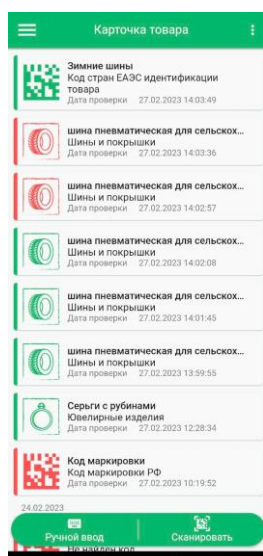 Карточка товара
Зимние шины
Код стран ЕАЭС идентификации
товара
Дата проверки 27.02.2023 14:03:49
шина пневматическая для сельскох...
Шины и покрышки
Дата проверки 27.02.2023 14:03:36
шина пневматическая для сельскох...
Шины и покрышки
Дата проверки 27.02.2023 14:02:57
шина пневматическая для сельскох...
Шины и покрышки
Дата проверки 27.02.2023 14:02:08
шина пневматическая для сельскох...
Шины и покрышки
Дата проверки 27.02.2023 14:01:45
шина пневматическая для сельскох...
Шины и покрышки
Дата проверки 27.02.2023 13:59:55
Серьги с рубинами
Ювелирные изделия
Дата проверки 27.02.2023 12:28:34
Код маркировки
Код маркировки РФ
Дата проверки 27.02.2023 10:19:52
24.02.2023
Ручной ввод Сканировать
Не найден код